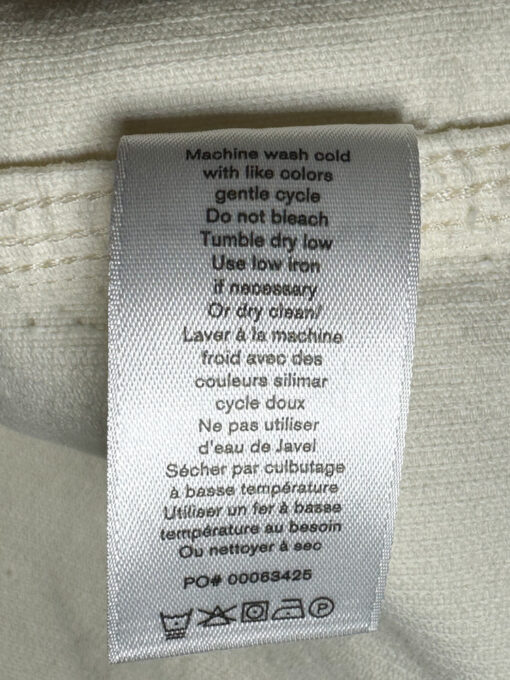 Machine wash cold
with like colors
gentle cycle
Do not bleach
Tumble dry low
Use low iron
if necessary
Or dry clean/
Laver à la machine
froid avec des
couleurs silimar
cycle doux
Ne pas utiliser
d'eau de Javel
Sécher par culbutage
à basse température
Utiliser un fer à basse
température au besoin
Ou nettoyer à sec
PO# 00063425
P